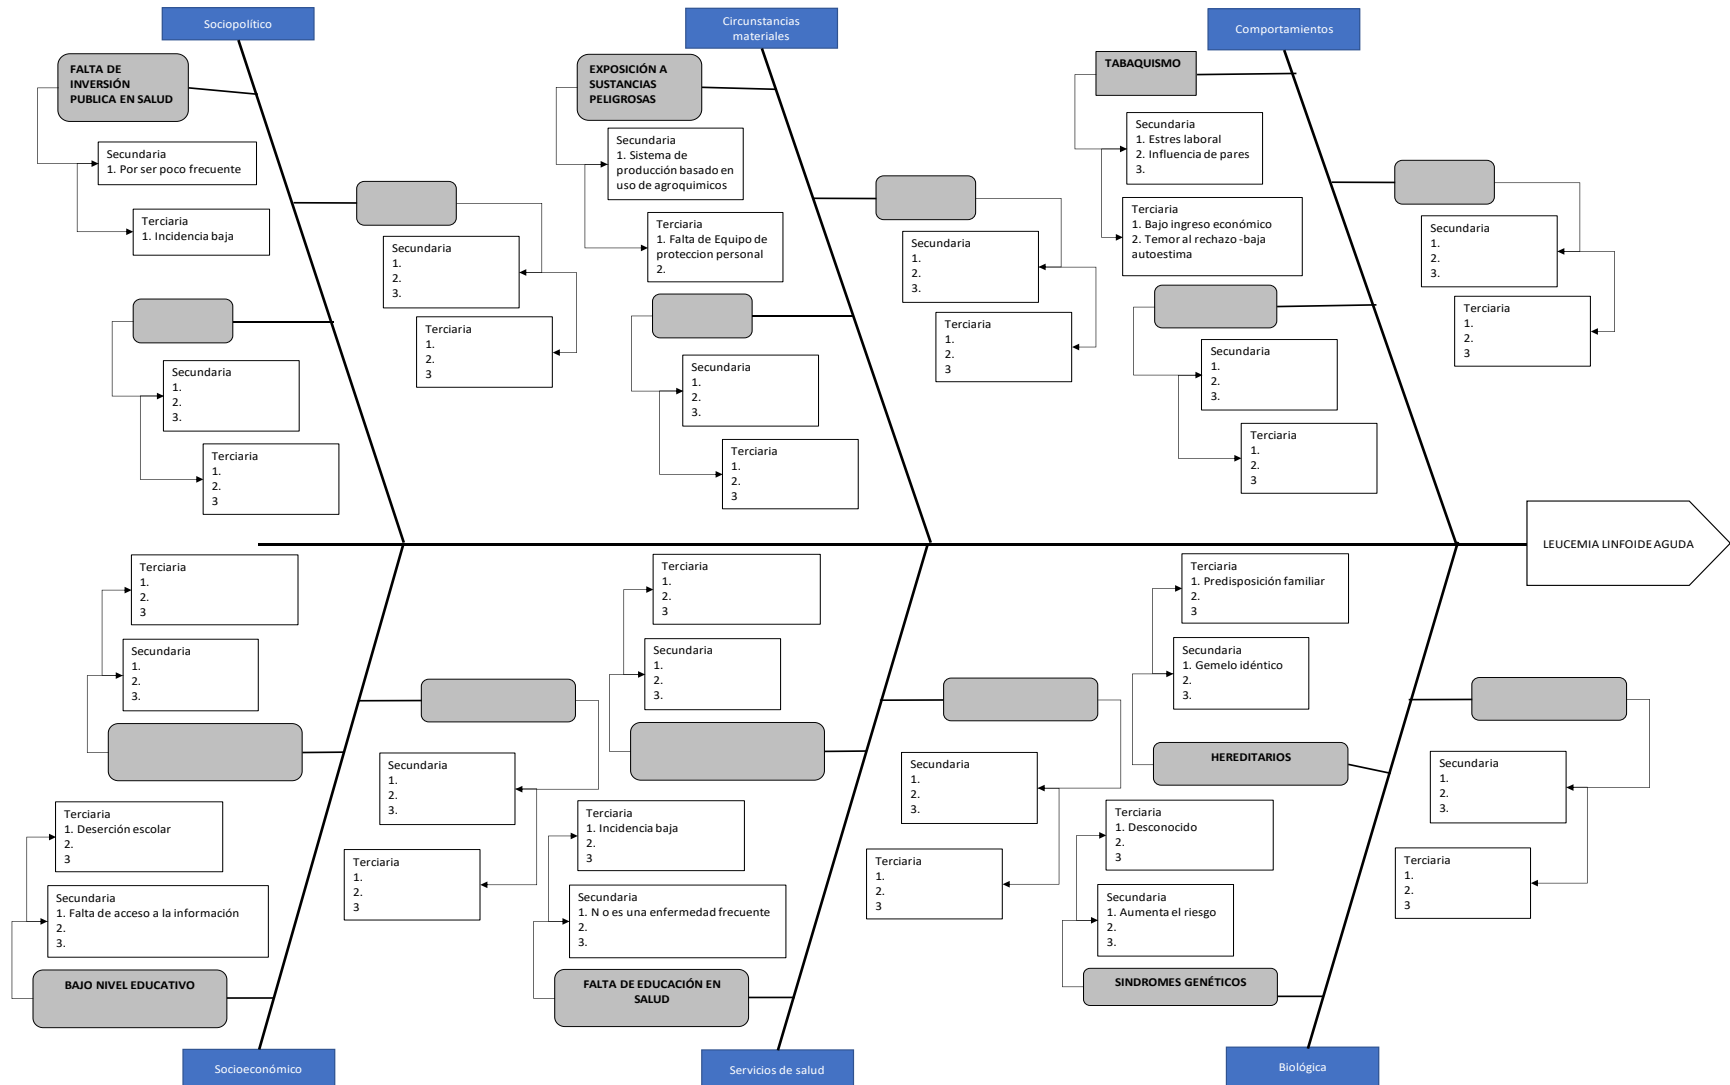 Sociopolítico
FALTA DE
INVERSIÓN
PUBLICA EN SALUD
Secundaria
1. Por ser poco frecuente
Terciaria
1. Incidencia baja
Secundaria
1.
2.
3.
Terciaria
1.
2.
3
Secundaria
1.
2.
3.
Terciaria
1.
2.
3
Circunstancias
materiales
EXPOSICIÓN A
SUSTANCIAS
PELIGROSAS
Secundaria
1. Sistema de
producción basado en
uso de agroquimicos
Terciaria
1. Falta de Equipo de
proteccion personal
2.
Secundaria
1.
2.
3.
Terciaria
1.
2.
3
Secundaria
1.
2.
3.
Terciaria
1.
2.
3
Comportamientos
TABAQUISMO
Secundaria
1. Estres laboral
2. Influencia de pares
3.
Terciaria
1. Bajo ingreso económico
2. Temor al rechazo -baja
autoestima
Secundaria
1.
2.
3.
Terciaria
1.
2.
3
Secundaria
1.
2.
3.
Terciaria
1.
2.
3
LEUCEMIA LINFOIDE AGUDA
Terciaria
1.
2.
3
Secundaria
1.
2.
3.
Secundaria
1.
2.
3.
Terciaria
1.
2.
3
Terciaria
1. Deserción escolar
2.
3
Secundaria
1. Falta de acceso a la información
2.
3.
BAJO NIVEL EDUCATIVO
Socioeconómico
Terciaria
1.
2.
3
Secundaria
1.
2.
3.
Secundaria
1.
2.
3.
Terciaria
1.
2.
3
Terciaria
1. Incidencia baja
2.
3
Secundaria
1. N o es una enfermedad frecuente
2.
3.
FALTA DE EDUCACIÓN EN
SALUD
Servicios de salud
Terciaria
1. Predisposición familiar
2.
3
Secundaria
1. Gemelo idéntico
2.
3.
HEREDITARIOS
Secundaria
1.
2.
3.
Terciaria
1.
2.
3
Terciaria
1. Desconocido
2.
3
Secundaria
1. Aumenta el riesgo
2.
3.
SINDROMES GENÉTICOS
Biológica